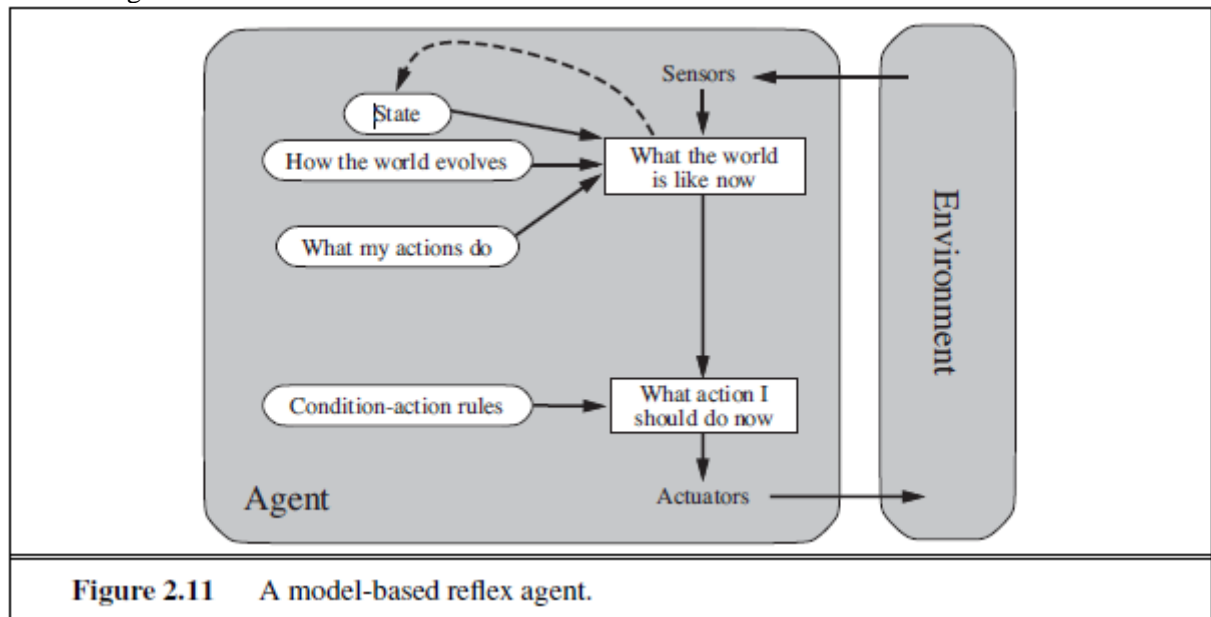 Sensors
State
How the world evolves
What the world
is like now
What my actions do
Environment
Condition-action rules
What action I
should do now
Agent
Actuators
Figure 2.11 A model-based reflex agent.